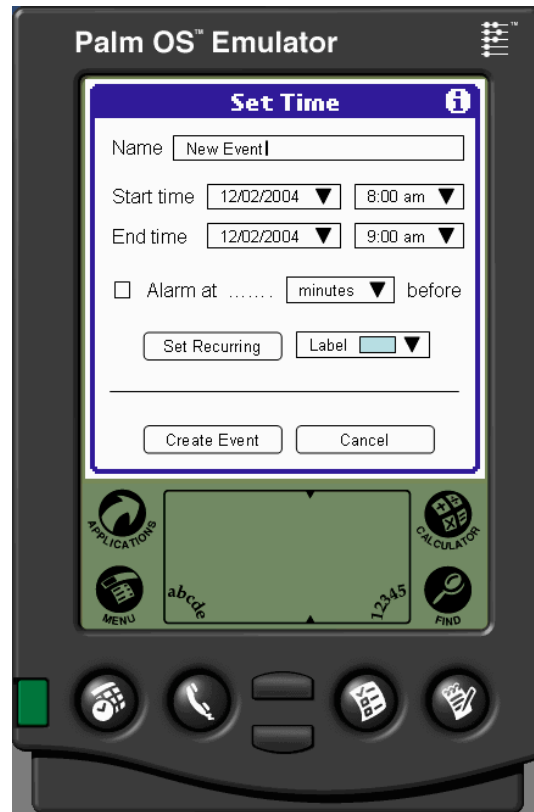 Palm OS™ Emulator ™
Set Time
Name New Event
Start time 12/02/2004 8:00 am
End time 12/02/2004 9:00 am
Alarm at ....... minutes before
Set Recurring Label
Create Event Cancel
APPLICATIONS CALCULATOR
MENU abcde 12345 FIND